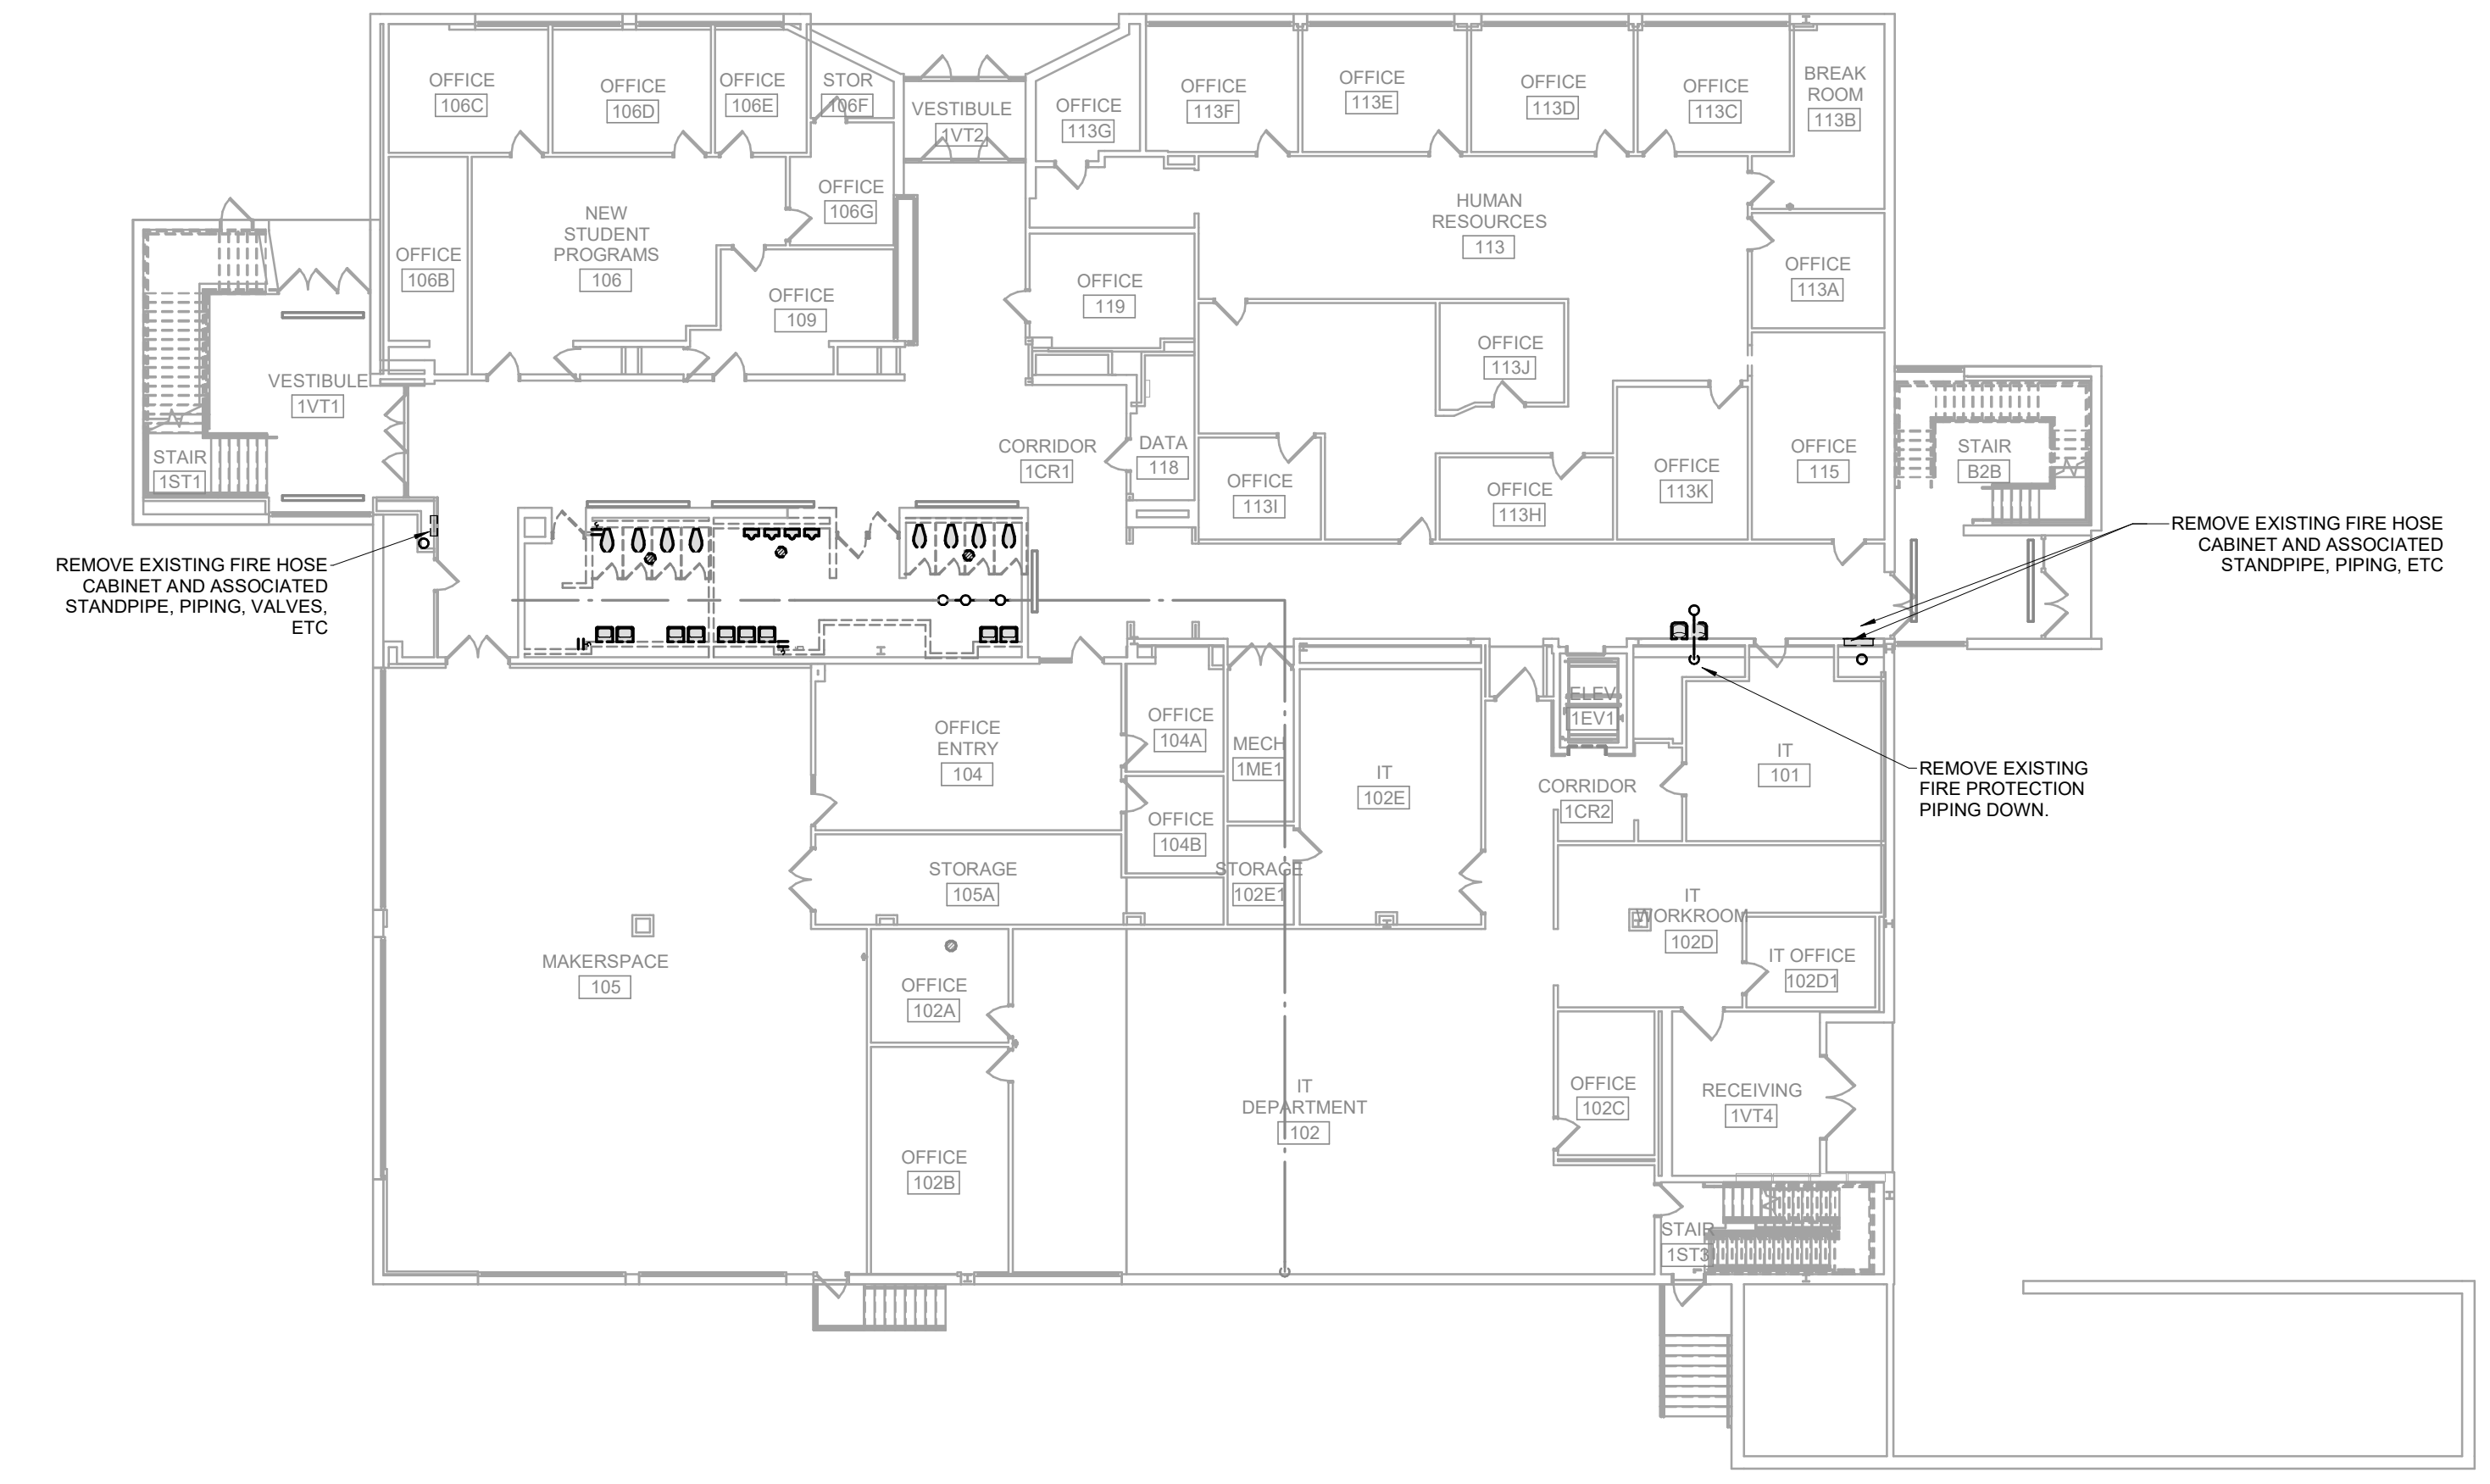 OFFICE
106C
OFFICE
106D
OFFICE
106E
STOR
106F
VESTIBULE
1VT2
OFFICE
113G
OFFICE
113F
OFFICE
113E
OFFICE
113D
OFFICE
113C
BREAK
ROOM
113B
OFFICE
106B
NEW
STUDENT
PROGRAMS
106
OFFICE
106G
OFFICE
109
OFFICE
119
HUMAN
RESOURCES
113
OFFICE
113A
VESTIBULE
1VT1
STAIR
1ST1
CORRIDOR
1CR1
DATA
118
OFFICE
113J
OFFICE
113I
OFFICE
113H
OFFICE
113K
OFFICE
115
STAIR
B2B
REMOVE EXISTING FIRE HOSE
CABINET AND ASSOCIATED
STANDPIPE, PIPING, VALVES,
ETC
REMOVE EXISTING FIRE HOSE
CABINET AND ASSOCIATED
STANDPIPE, PIPING, ETC
OFFICE
ENTRY
104
OFFICE
104A
MECH
1ME1
IT
102E
ELEV
1EV1
IT
101
REMOVE EXISTING
FIRE PROTECTION
PIPING DOWN.
CORRIDOR
1CR2
OFFICE
104B
STORAGE
105A
STORAGE
102E1
IT
WORKROOM
102D
IT OFFICE
102D1
MAKERSPACE
105
OFFICE
102A
OFFICE
102B
IT
DEPARTMENT
102
OFFICE
102C
RECEIVING
1VT4
STAIR
1ST3